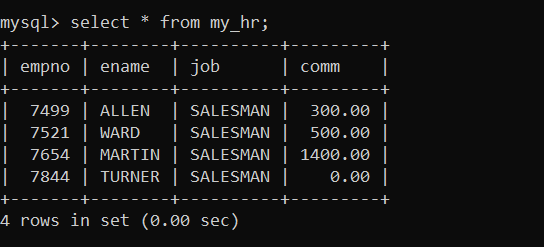 mysql> select * from my_hr;
+-------+--------+----------+---------+
| empno | ename  | job      | comm    |
+-------+--------+----------+---------+
|  7499 | ALLEN  | SALESMAN |  300.00 |
|  7521 | WARD   | SALESMAN |  500.00 |
|  7654 | MARTIN | SALESMAN | 1400.00 |
|  7844 | TURNER | SALESMAN |    0.00 |
+-------+--------+----------+---------+
4 rows in set (0.00 sec)